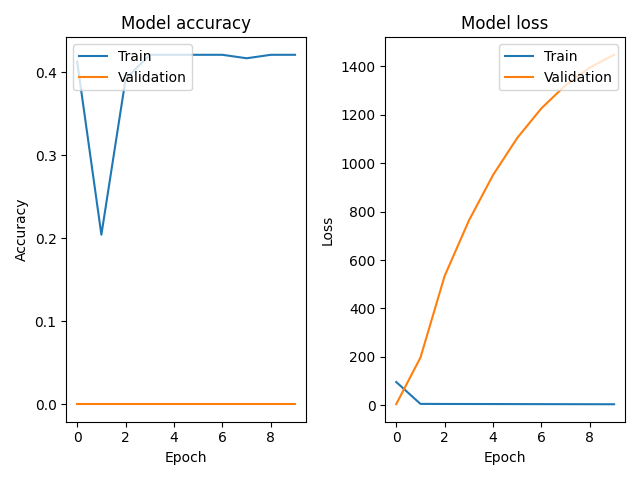 Model accuracy
Train
Validation
0.4
0.3
0.2
0.1
0.0
Accuracy
0 2 4 6 8
Epoch
Model loss
Train
Validation
1400
1200
1000
800
600
400
200
0
Loss
0 2 4 6 8
Epoch